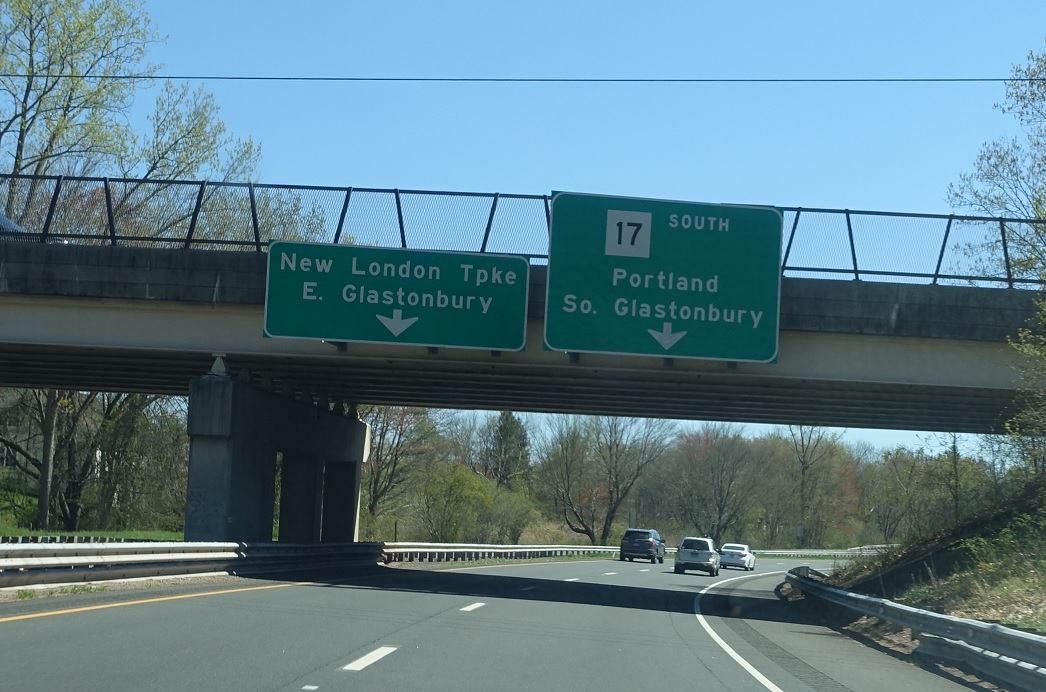 New London Tpke
E. Glastonbury
17 SOUTH
Portland
So. Glastonbury